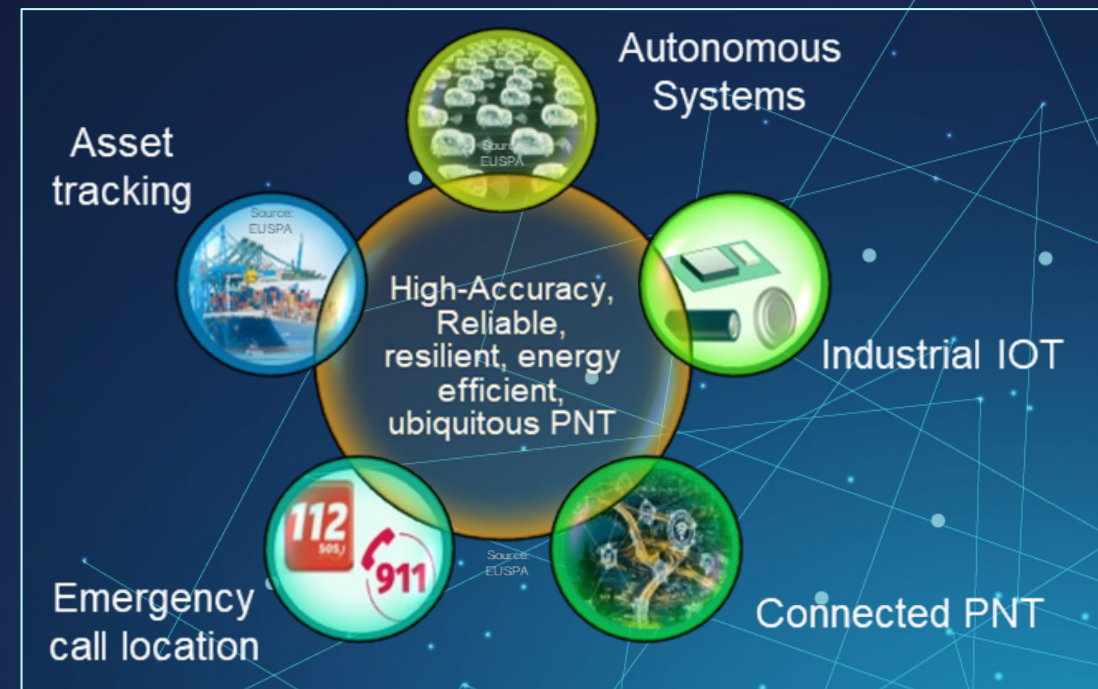 Autonomous
Systems
Source:
EUSPA
Asset
tracking
Source:
EUSPA
High-Accuracy,
Reliable,
resilient, energy
efficient,
ubiquitous PNT
Industrial IOT
112
SOS
911
Source:
EUSPA
Emergency
call location
Connected PNT